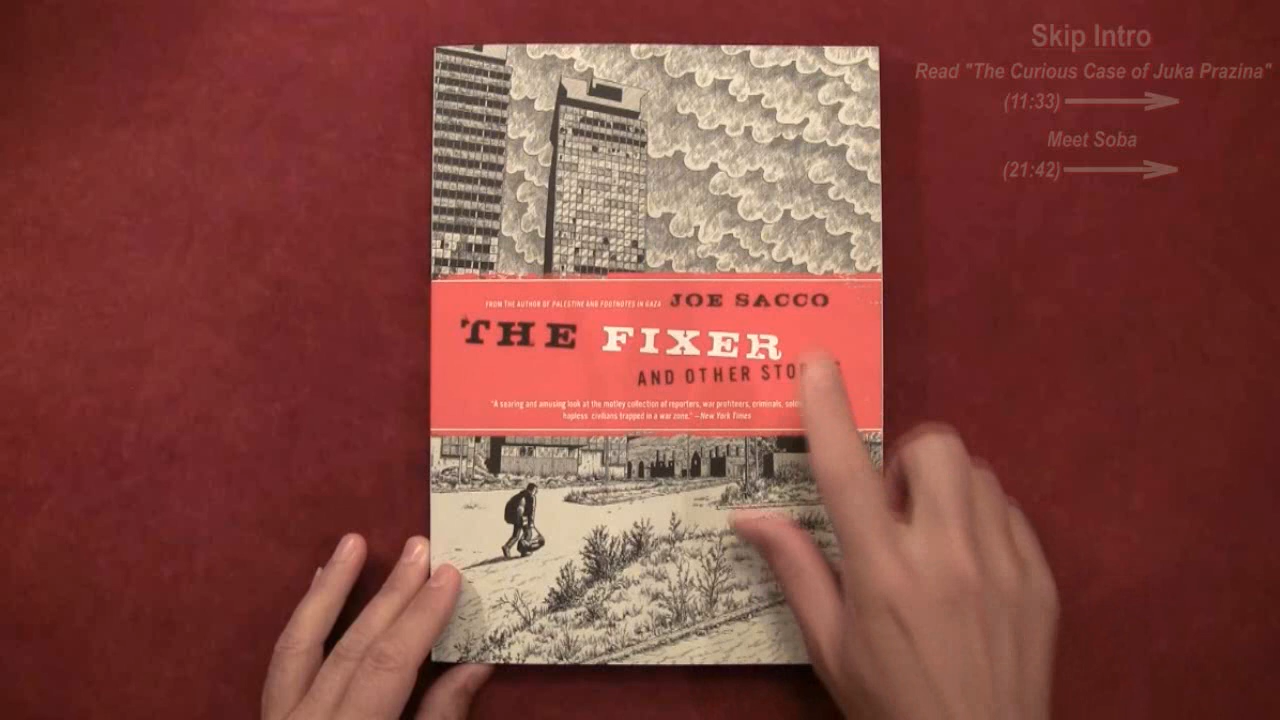 Skip Intro
Read "The Curious Case of Juka Prazina"
(11:33)
Meet Soba
(21:42)
FROM THE AUTHOR OF PALESTINE AND FOOTNOTES IN GAZA JOE SACCO
THE FIXER
AND OTHER
"A searing and amusing look at the motley collection of reporters, war profiteers, criminals,
hapless civilians trapped in a war zone." —New York Times